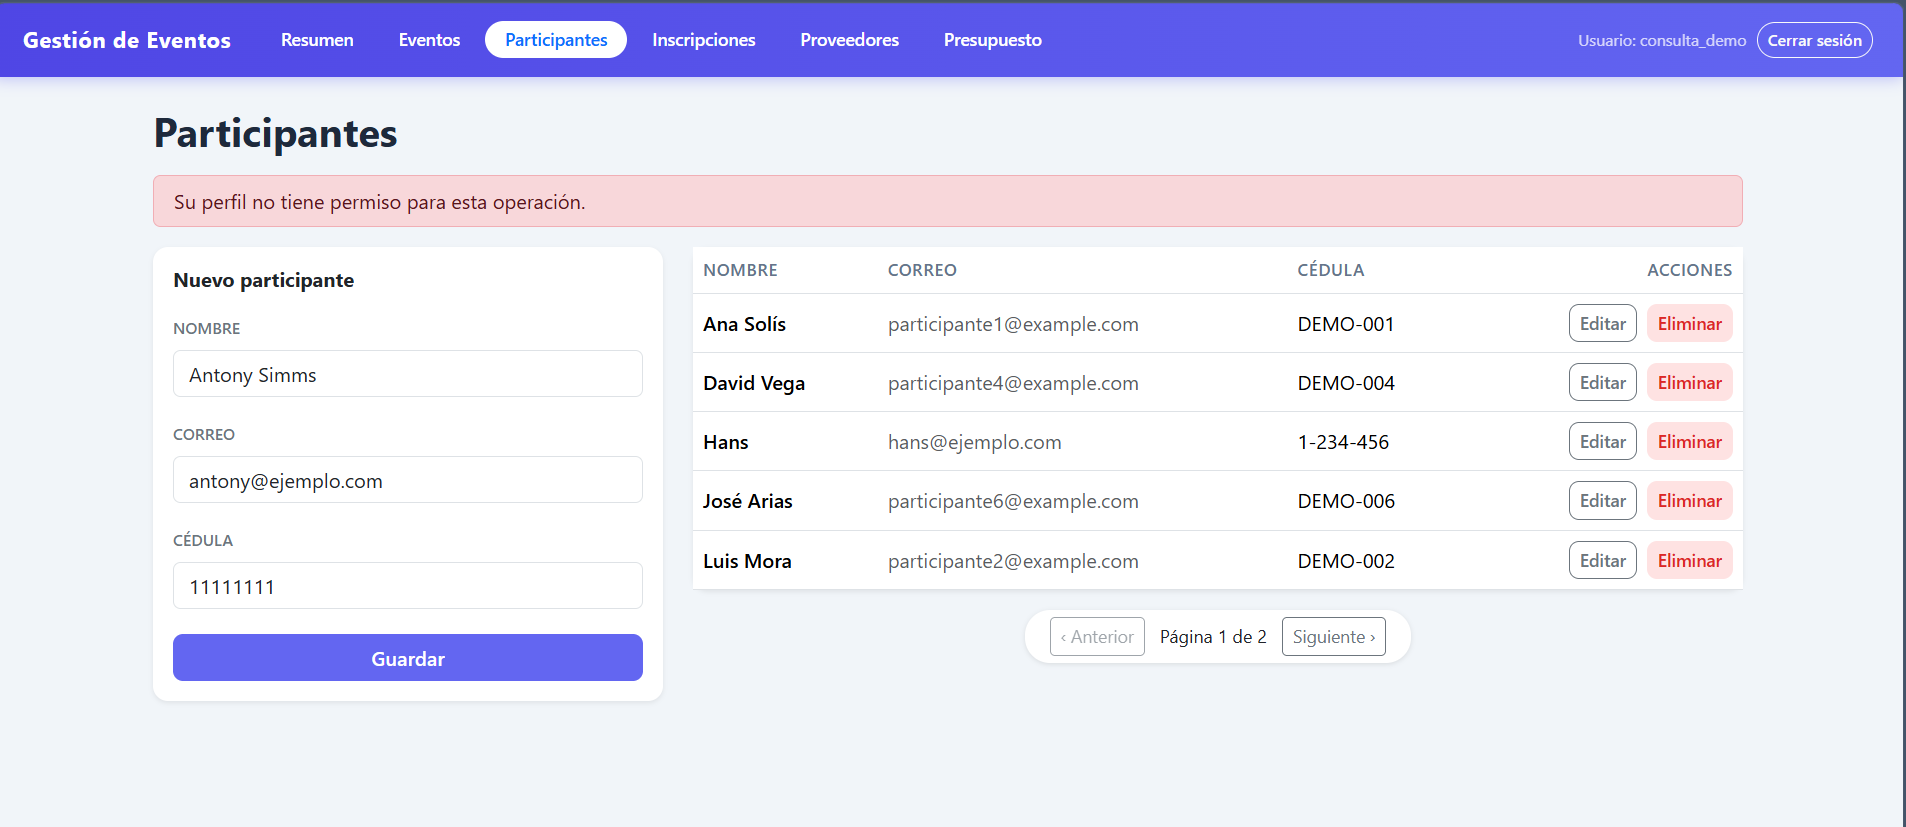 Gestión de Eventos Resumen Eventos Participantes Inscripciones Proveedores Presupuesto Usuario: consulta_demo Cerrar sesión
Participantes
Su perfil no tiene permiso para esta operación.
Nuevo participante
NOMBRE
Antony Simms
CORREO
antony@ejemplo.com
CÉDULA
11111111
Guardar
NOMBRE CORREO CÉDULA ACCIONES
Ana Solís participante1@example.com DEMO-001 Editar Eliminar
David Vega participante4@example.com DEMO-004 Editar Eliminar
Hans hans@ejemplo.com 1-234-456 Editar Eliminar
José Arias participante6@example.com DEMO-006 Editar Eliminar
Luis Mora participante2@example.com DEMO-002 Editar Eliminar
‹ Anterior Página 1 de 2 Siguiente ›